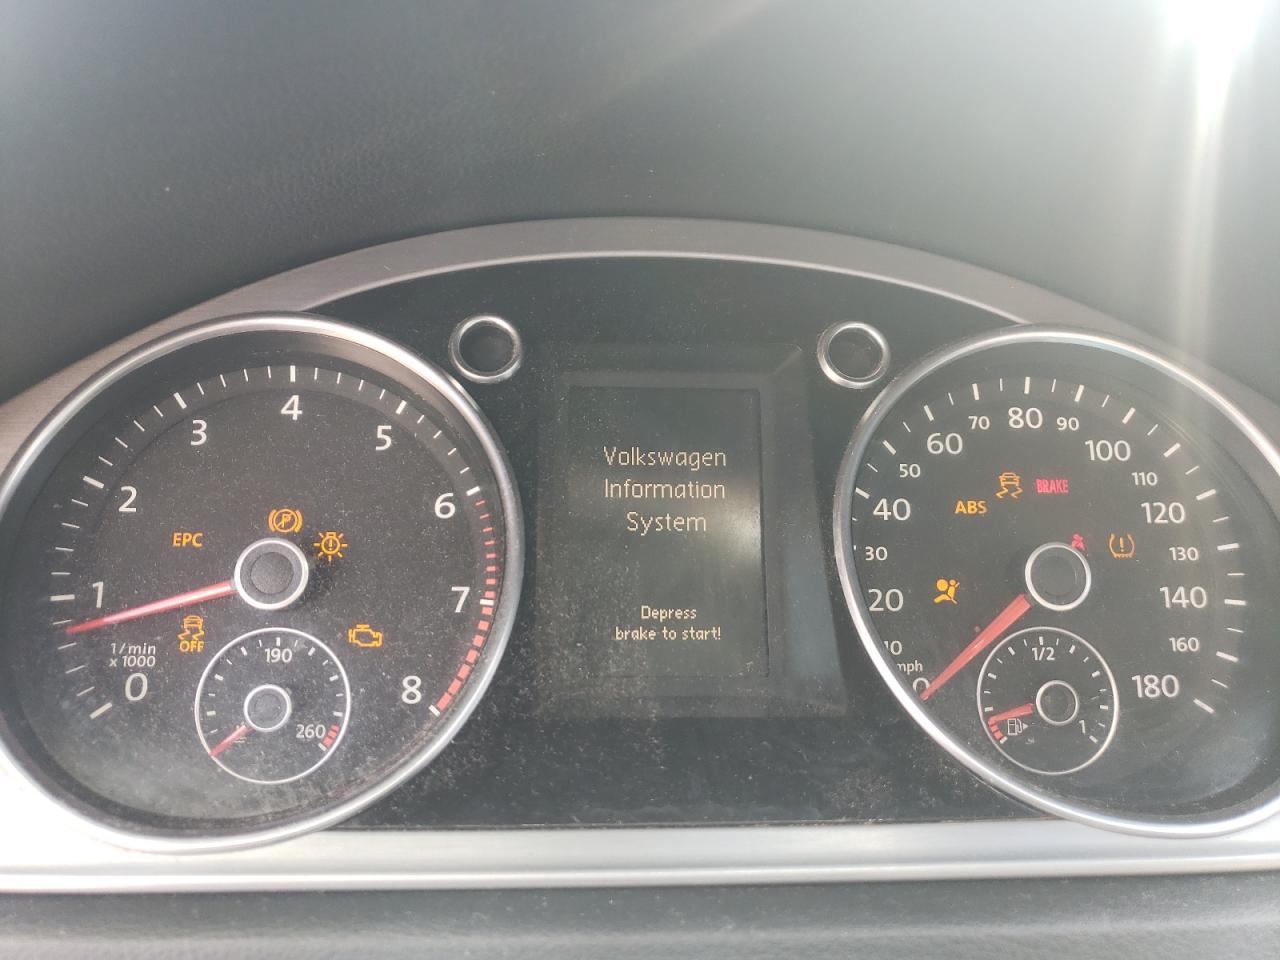 4
3
5
2
6
EPC
P
1
7
1/min
x 1000
OFF
190
0
8
260
Volkswagen
Information
System
Depress
brake to start!
80
70
90
60
100
50
110
BRAKE
ABS
40
120
30
130
20
140
10
mph
1/2
160
0
180
1